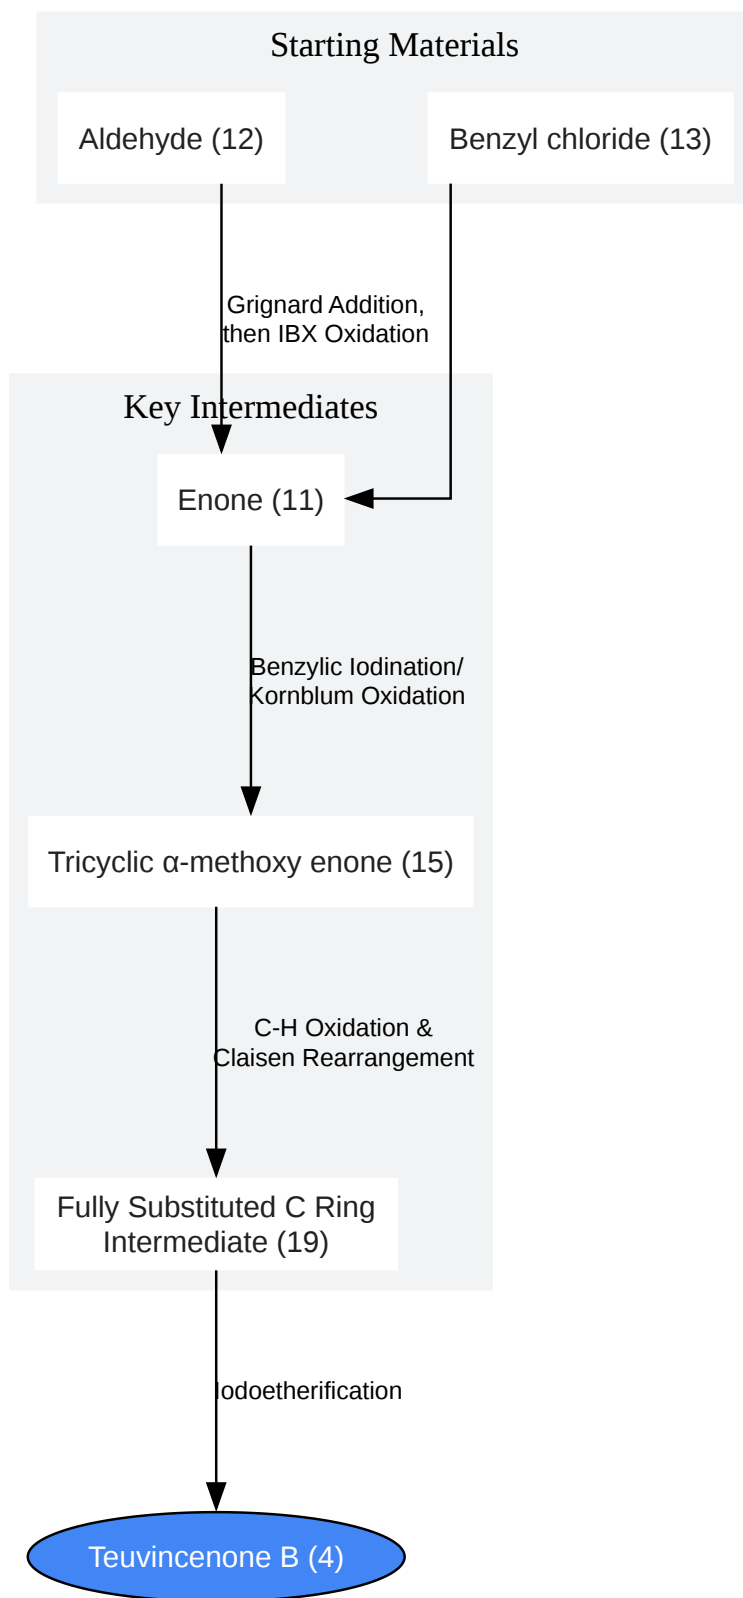 Starting Materials
Aldehyde (12)
Benzyl chloride (13)
Grignard Addition,
then IBX Oxidation
Key Intermediates
Enone (11)
Benzylic Iodination/
Kornblum Oxidation
Tricyclic α-methoxy enone (15)
C-H Oxidation &
Claisen Rearrangement
Fully Substituted C Ring
Intermediate (19)
Iodoetherification
Teuvincenone B (4)